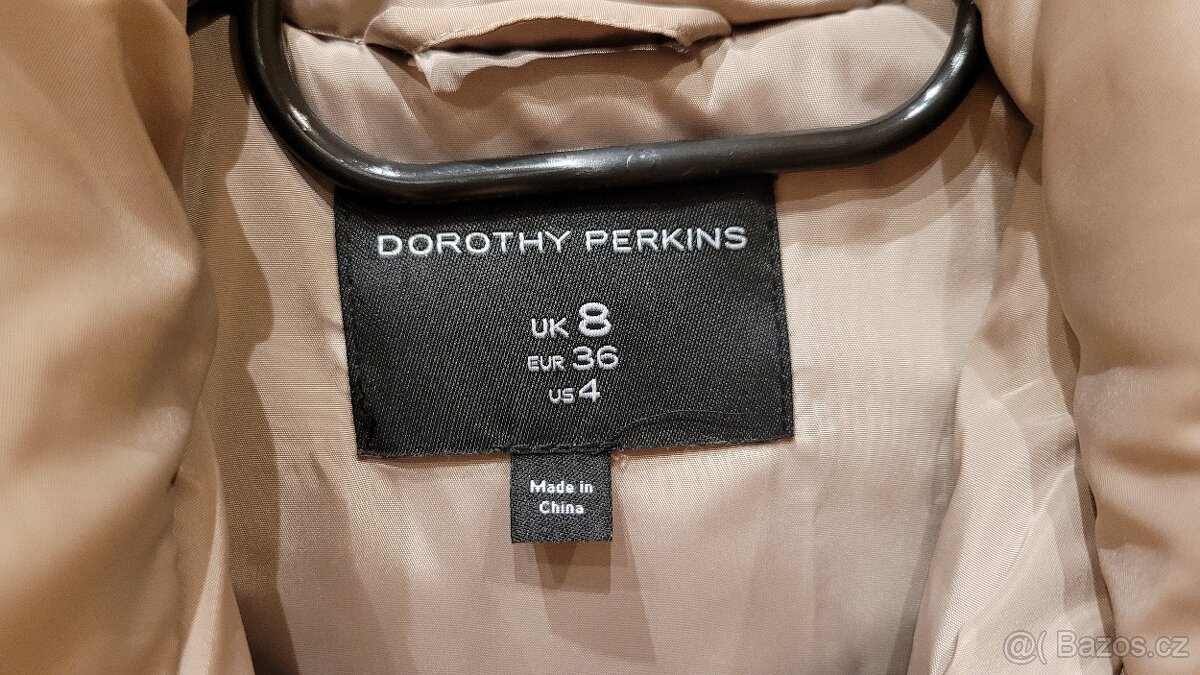 DOROTHY PERKINS
UK 8
EUR 36
US 4
Made in
China
@( Bazos.cz